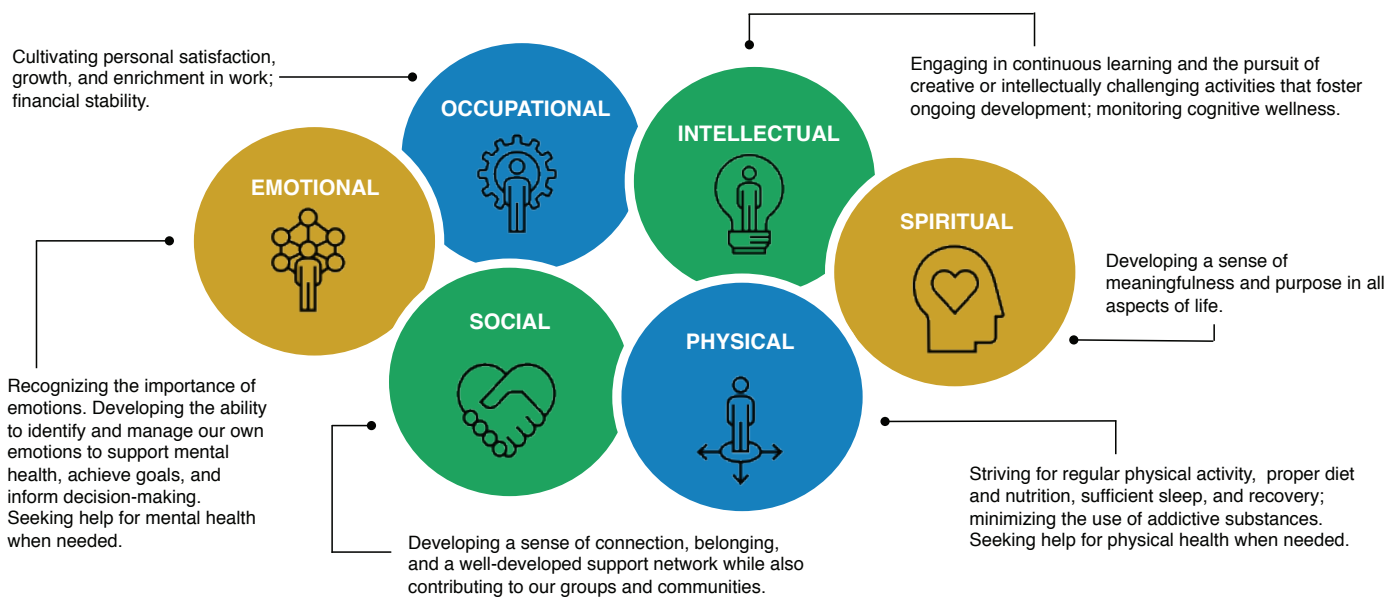 Cultivating personal satisfaction,
growth, and enrichment in work;
financial stability.
OCCUPATIONAL
Engaging in continuous learning and the pursuit of
creative or intellectually challenging activities that foster
ongoing development; monitoring cognitive wellness.
INTELLECTUAL
EMOTIONAL
SPIRITUAL
Developing a sense of
meaningfulness and purpose in all
aspects of life.
SOCIAL
PHYSICAL
Recognizing the importance of
emotions. Developing the ability
to identify and manage our own
emotions to support mental
health, achieve goals, and
inform decision-making.
Seeking help for mental health
when needed.
Developing a sense of connection, belonging,
and a well-developed support network while also
contributing to our groups and communities.
Striving for regular physical activity, proper diet
and nutrition, sufficient sleep, and recovery;
minimizing the use of addictive substances.
Seeking help for physical health when needed.